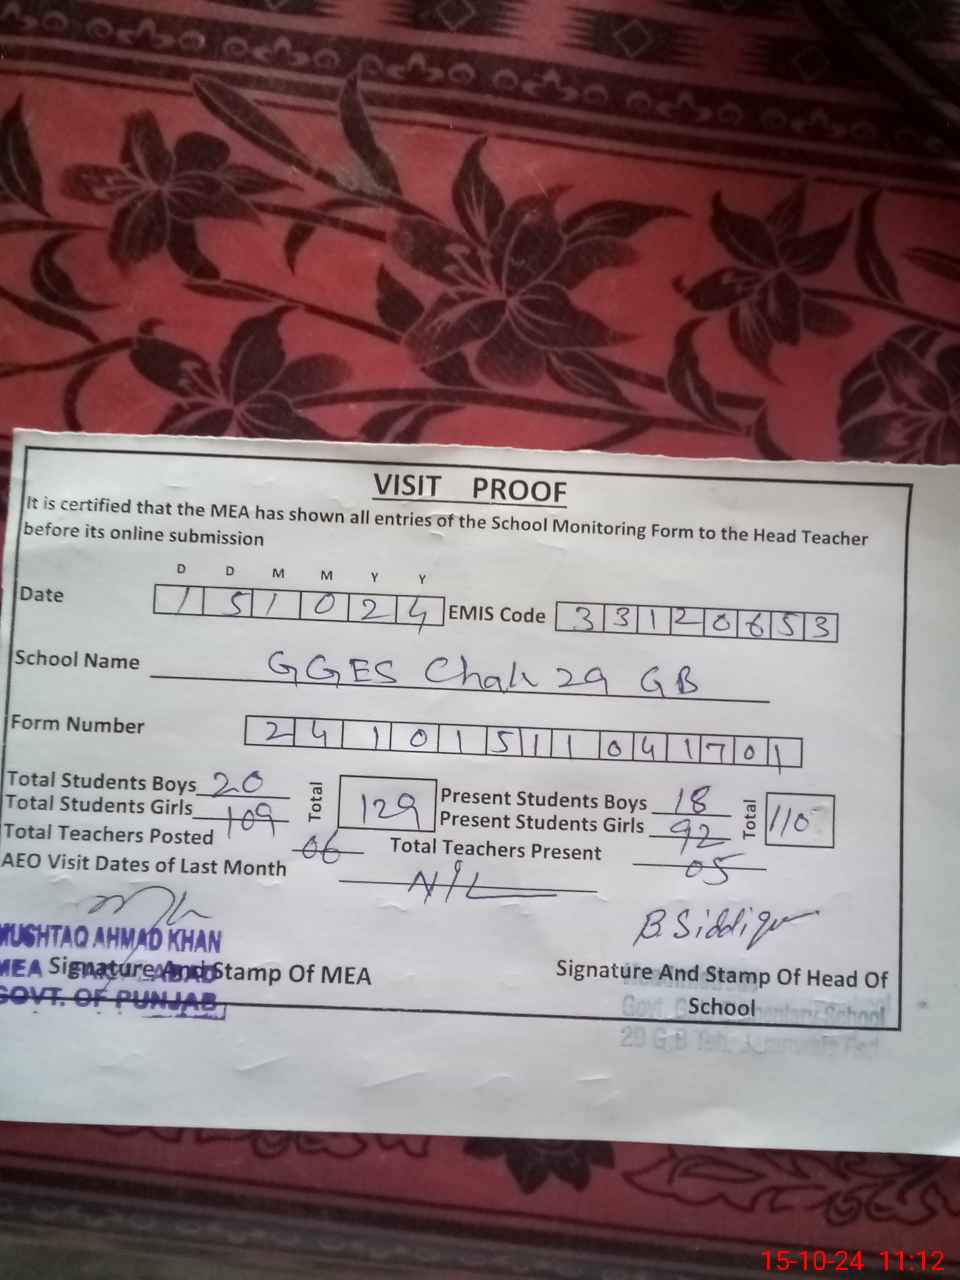 VISIT PROOF
It is certified that the MEA has shown all entries of the School Monitoring Form to the Head Teacher
before its online submission
D D M M Y Y
Date 1 5 1 0 2 4 EMIS Code 3 3 1 2 0 6 5 3
School Name GGES Chak 29 GB
Form Number 2 4 1 0 1 5 1 1 0 4 1 7 0 1
Total Students Boys 20 Total 129 Present Students Boys 18 Total 110
Total Students Girls 109 Present Students Girls 92
Total Teachers Posted 06 Total Teachers Present 05
AEO Visit Dates of Last Month NIL
B. Siddiqu
MUSHTAQ AHMAD KHAN
MEA
Signature And Stamp Of MEA
GOVT. OF PUNJAB
Signature And Stamp Of Head Of
School
Govt. School
29 G.B Teh.
15-10-24 11:12